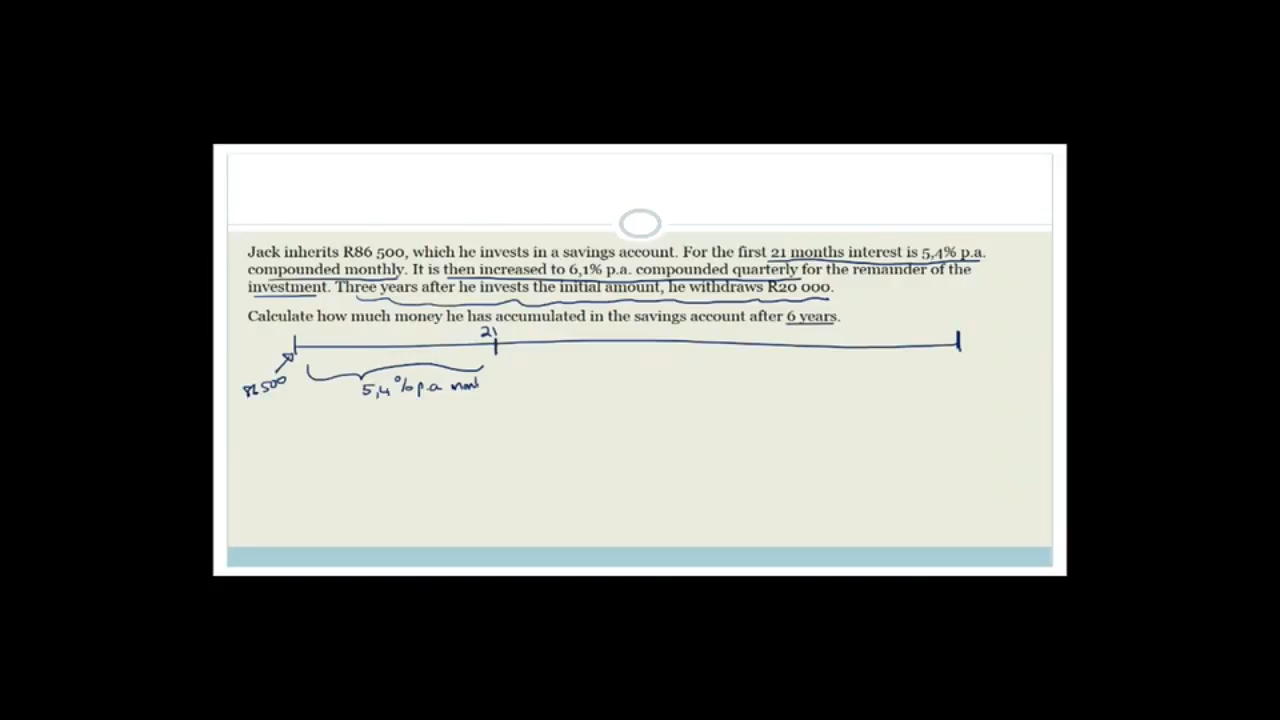 Jack inherits R86 500, which he invests in a savings account. For the first 21 months interest is 5,4% p.a.
compounded monthly. It is then increased to 6,1% p.a. compounded quarterly for the remainder of the
investment. Three years after he invests the initial amount, he withdraws R20 000.
Calculate how much money he has accumulated in the savings account after 6 years.
21
86 500
5,4% p.a